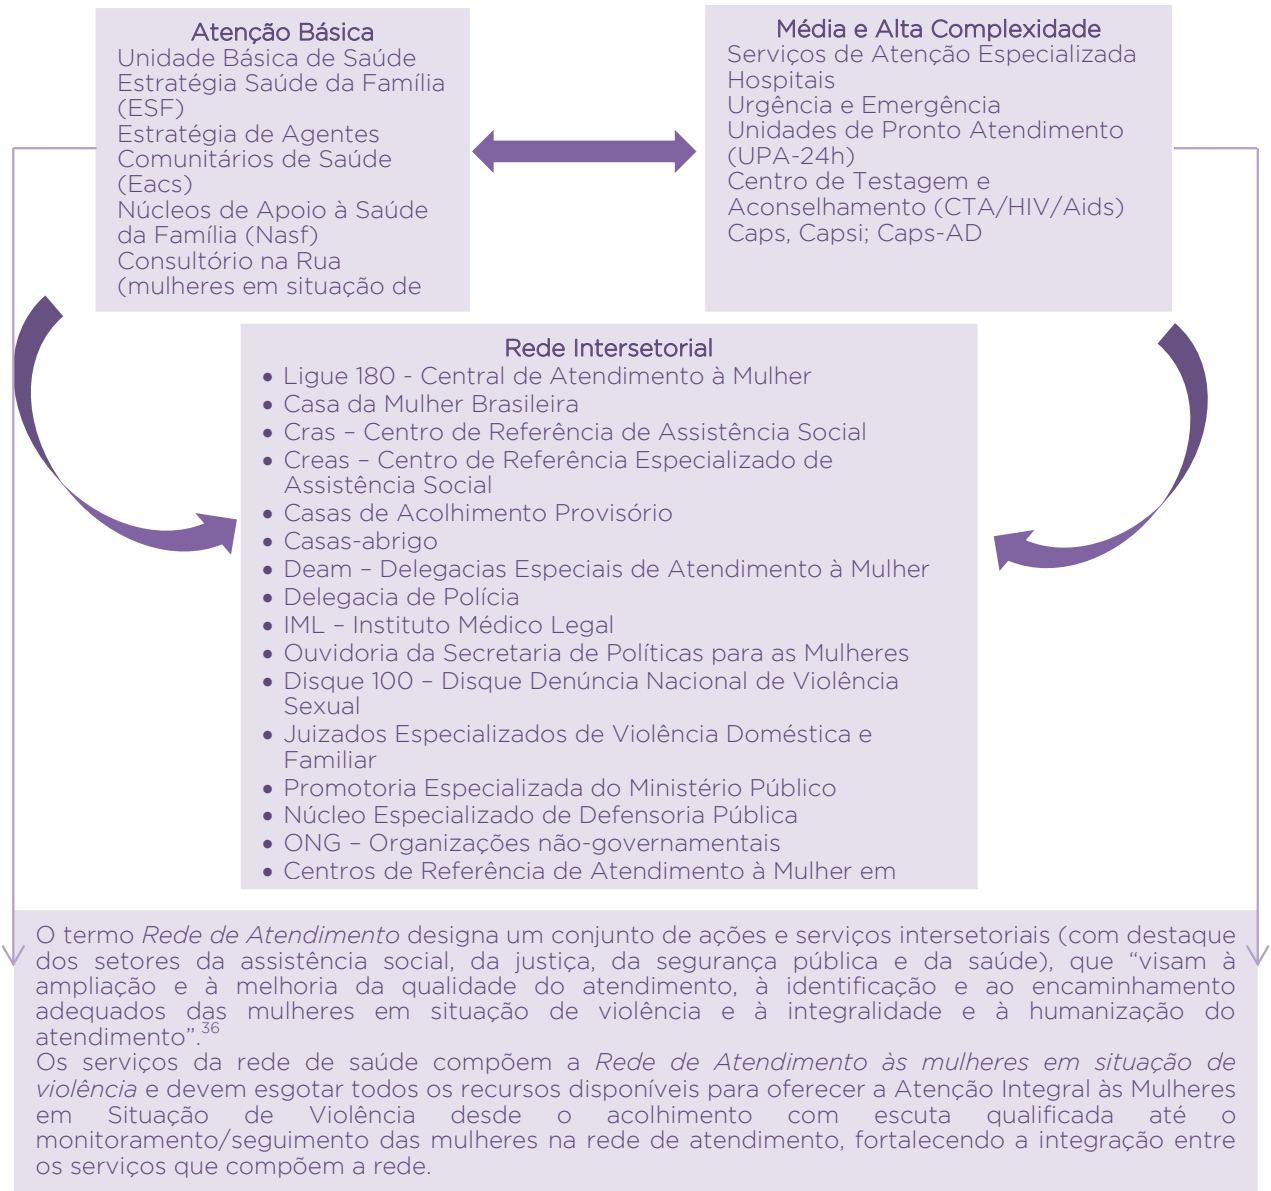 Atenção Básica
Unidade Básica de Saúde
Estratégia Saúde da Família
(ESF)
Estratégia de Agentes
Comunitários de Saúde
(Eacs)
Núcleos de Apoio à Saúde
da Família (Nasf)
Consultório na Rua
(mulheres em situação de
Média e Alta Complexidade
Serviços de Atenção Especializada
Hospitais
Urgência e Emergência
Unidades de Pronto Atendimento
(UPA-24h)
Centro de Testagem e
Aconselhamento (CTA/HIV/Aids)
Caps, Capsi; Caps-AD
Rede Intersetorial
• Ligue 180 - Central de Atendimento à Mulher
• Casa da Mulher Brasileira
• Cras – Centro de Referência de Assistência Social
• Creas – Centro de Referência Especializado de
Assistência Social
• Casas de Acolhimento Provisório
• Casas-abrigo
• Deam – Delegacias Especiais de Atendimento à Mulher
• Delegacia de Polícia
• IML – Instituto Médico Legal
• Ouvidoria da Secretaria de Políticas para as Mulheres
• Disque 100 – Disque Denúncia Nacional de Violência
Sexual
• Juizados Especializados de Violência Doméstica e
Familiar
• Promotoria Especializada do Ministério Público
• Núcleo Especializado de Defensoria Pública
• ONG – Organizações não-governamentais
• Centros de Referência de Atendimento à Mulher em
O termo Rede de Atendimento designa um conjunto de ações e serviços intersetoriais (com destaque
dos setores da assistência social, da justiça, da segurança pública e da saúde), que “visam à
ampliação e à melhoria da qualidade do atendimento, à identificação e ao encaminhamento
adequados das mulheres em situação de violência e à integralidade e à humanização do
atendimento”.36
Os serviços da rede de saúde compõem a Rede de Atendimento às mulheres em situação de
violência e devem esgotar todos os recursos disponíveis para oferecer a Atenção Integral às Mulheres
em Situação de Violência desde o acolhimento com escuta qualificada até o
monitoramento/seguimento das mulheres na rede de atendimento, fortalecendo a integração entre
os serviços que compõem a rede.